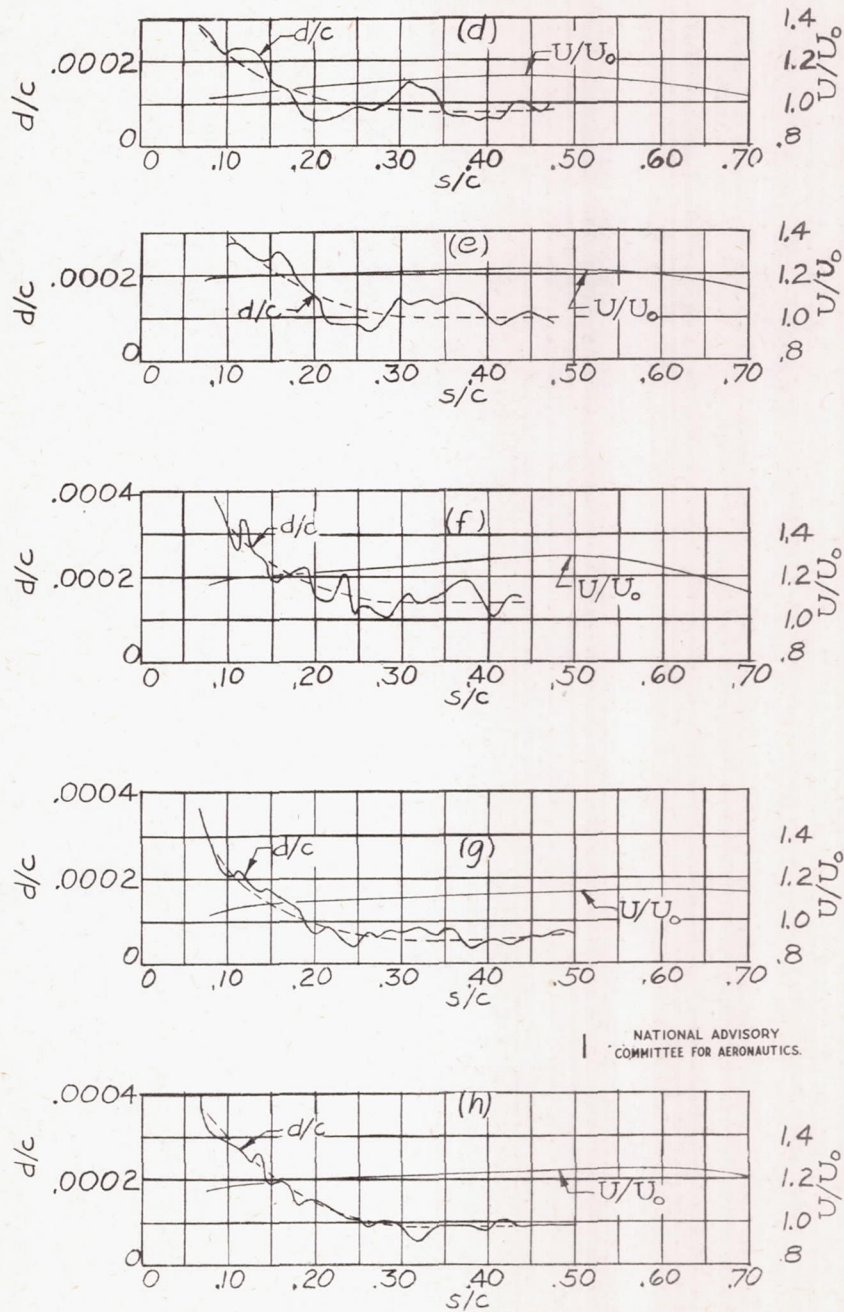 (d)
d/c
U/U₀
d/c
.0002
0
1.4
1.2
1.0
.8
U/U₀
0 .10 .20 .30 .40 .50 .60 .70
s/c
(e)
d/c
U/U₀
d/c
.0002
0
1.4
1.2
1.0
.8
U/U₀
0 .10 .20 .30 .40 .50 .60 .70
s/c
(f)
d/c
U/U₀
d/c
.0004
.0002
0
1.4
1.2
1.0
.8
U/U₀
0 .10 .20 .30 .40 .50 .60 .70
s/c
(g)
d/c
U/U₀
d/c
.0004
.0002
0
1.4
1.2
1.0
.8
U/U₀
0 .10 .20 .30 .40 .50 .60 .70
s/c
NATIONAL ADVISORY
COMMITTEE FOR AERONAUTICS.
(h)
d/c
U/U₀
d/c
.0004
.0002
0
1.4
1.2
1.0
.8
U/U₀
0 .10 .20 .30 .40 .50 .60 .70
s/c